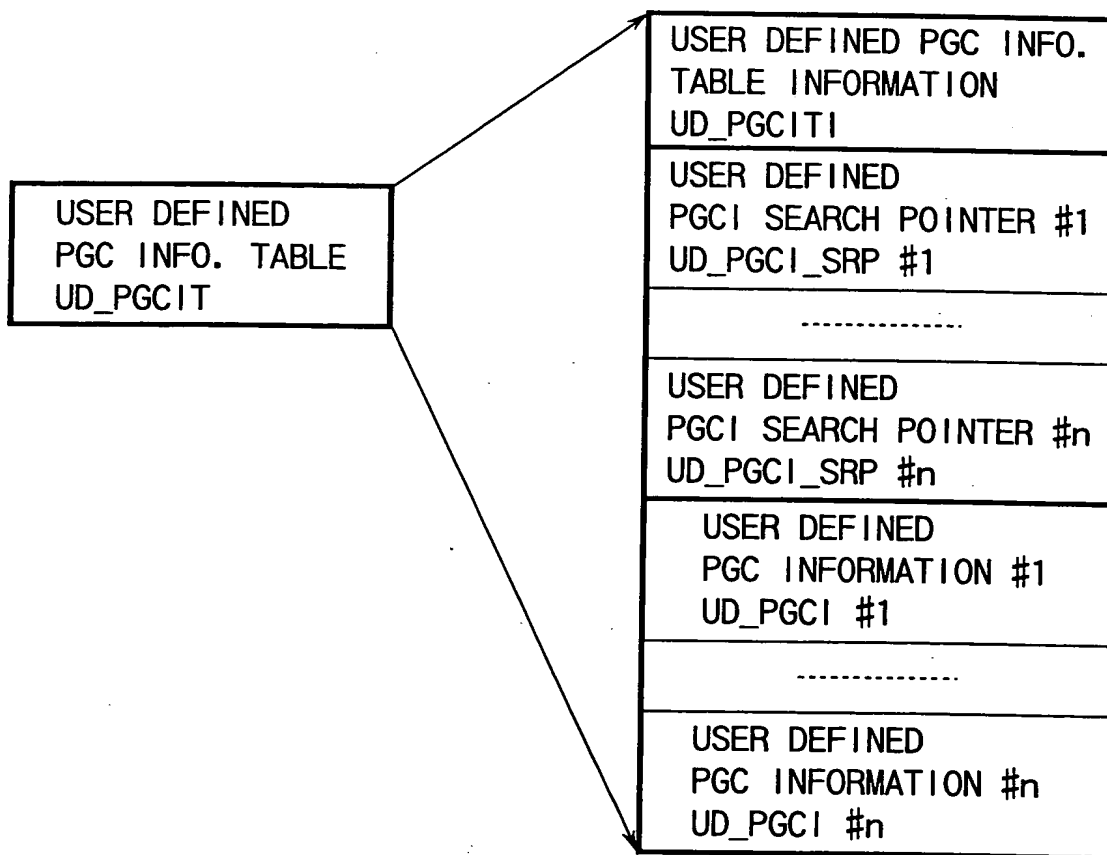 USER DEFINED
PGC INFO. TABLE
UD_PGCIT
USER DEFINED PGC INFO.
TABLE INFORMATION
UD_PGCITI
USER DEFINED
PGCI SEARCH POINTER #1
UD_PGCI_SRP #1
USER DEFINED
PGCI SEARCH POINTER #n
UD_PGCI_SRP #n
USER DEFINED
PGC INFORMATION #1
UD_PGCI #1
USER DEFINED
PGC INFORMATION #n
UD_PGCI #n